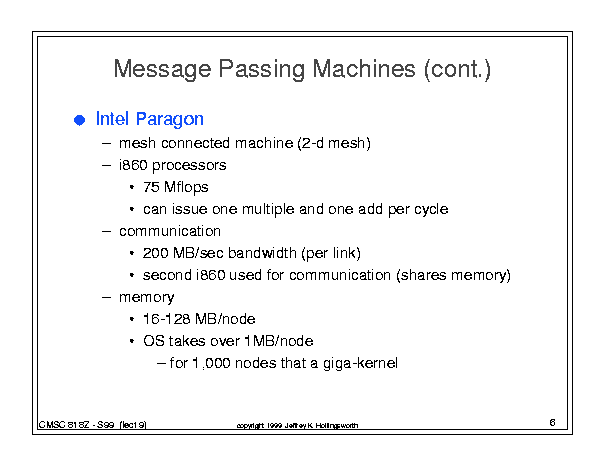 Message Passing Machines (cont.)
● Intel Paragon
– mesh connected machine (2-d mesh)
– i860 processors
• 75 Mflops
• can issue one multiple and one add per cycle
– communication
• 200 MB/sec bandwidth (per link)
• second i860 used for communication (shares memory)
– memory
• 16-128 MB/node
• OS takes over 1MB/node
– for 1,000 nodes that a giga-kernel
CMSC 818Z - S99 (lect 9)
copyright 1999 Jeffrey K. Hollingsworth
6